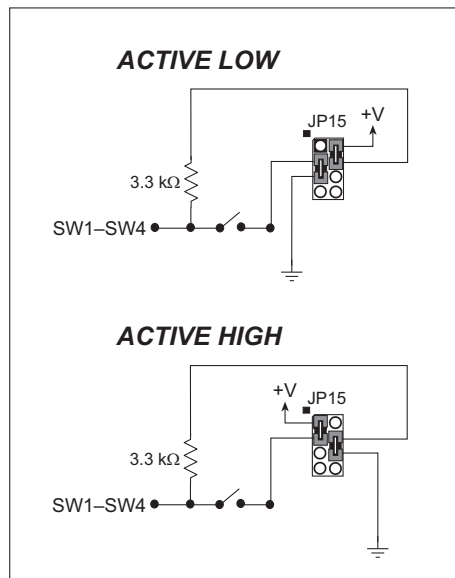 ACTIVE LOW
JP15
+V
3.3 kΩ
SW1–SW4
ACTIVE HIGH
+V
JP15
3.3 kΩ
SW1–SW4